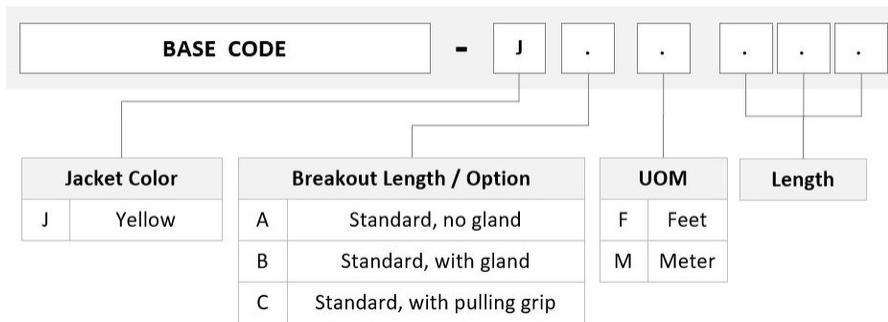 BASE CODE - J . . . . .
Jacket Color
J Yellow
Breakout Length / Option
A Standard, no gland
B Standard, with gland
C Standard, with pulling grip
UOM
F Feet
M Meter
Length